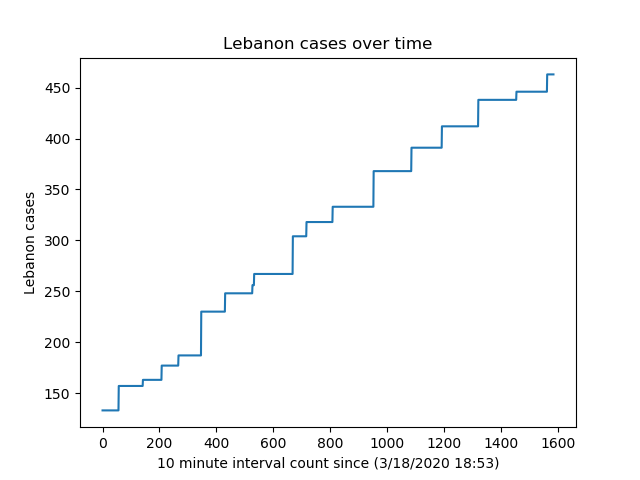 Lebanon cases over time
Lebanon cases
450
400
350
300
250
200
150
0 200 400 600 800 1000 1200 1400 1600
10 minute interval count since (3/18/2020 18:53)